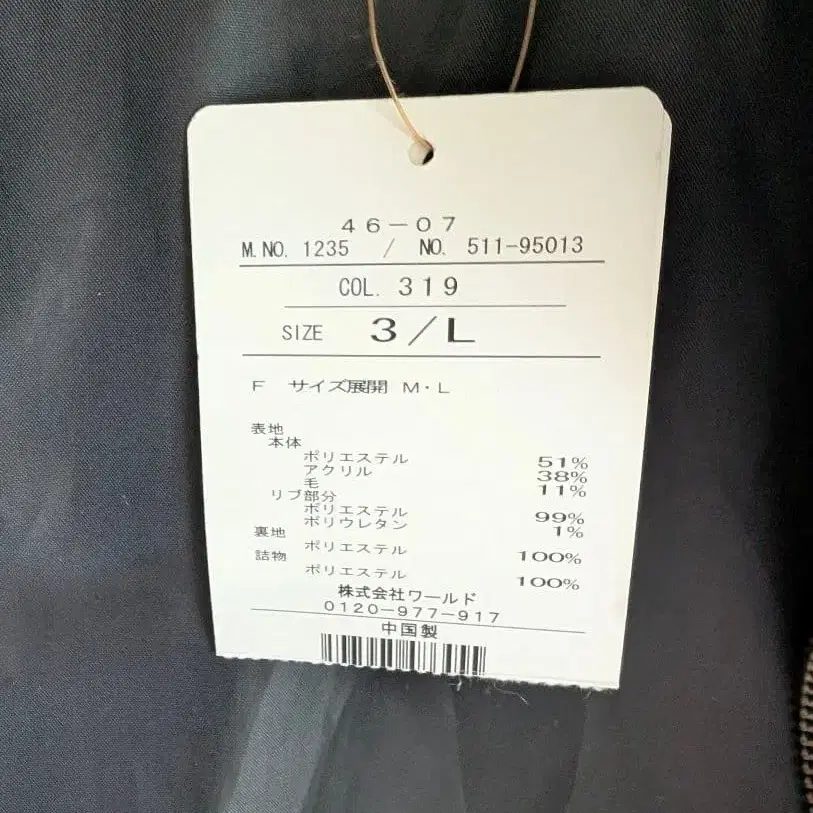 46-07
M.NO. 1235 / NO. 511-95013
COL. 319
SIZE 3/L
F サイズ展開 M・L
表地
本体
ポリエステル 51%
アクリル 38%
毛 11%
リブ部分
ポリエステル 99%
ポリウレタン 1%
裏地
ポリエステル 100%
詰物
ポリエステル 100%
株式会社ワールド
0120-977-917
中国製